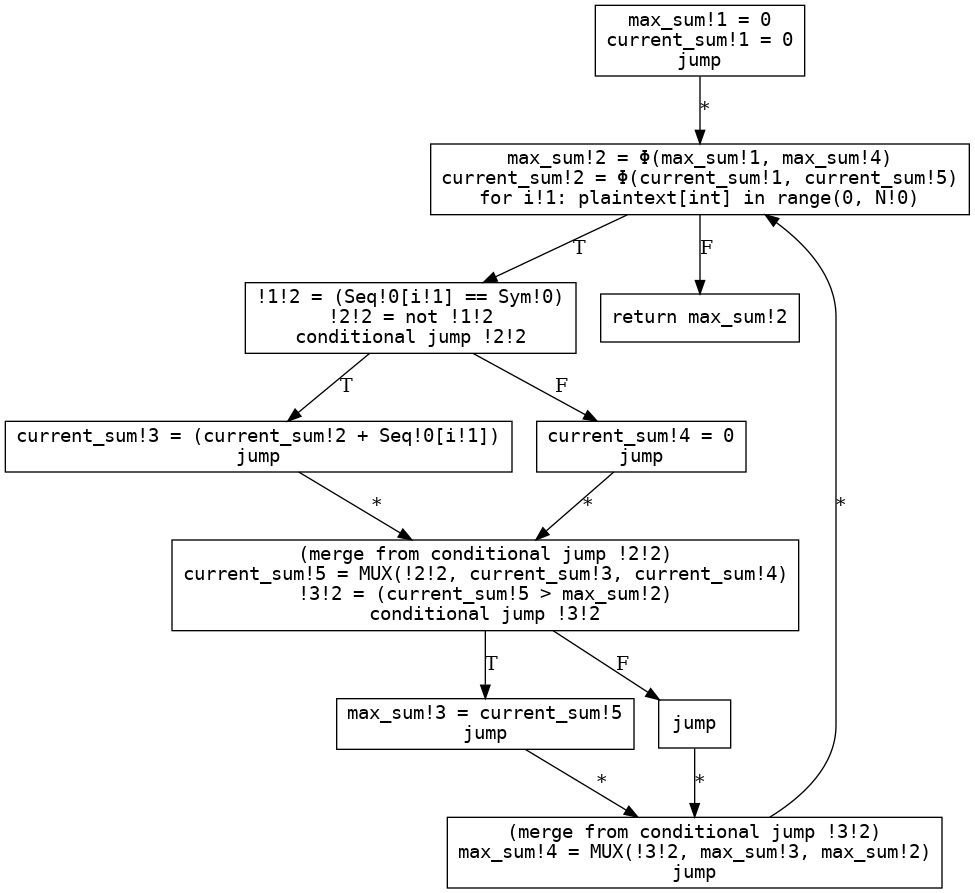 max_sum!1 = 0
current_sum!1 = 0
jump
*
max_sum!2 = Φ(max_sum!1, max_sum!4)
current_sum!2 = Φ(current_sum!1, current_sum!5)
for i!1: plaintext[int] in range(0, N!0)
T
F
!1!2 = (Seq!0[i!1] == Sym!0)
!2!2 = not !1!2
conditional jump !2!2
return max_sum!2
T
F
current_sum!3 = (current_sum!2 + Seq!0[i!1])
jump
current_sum!4 = 0
jump
*
*
*
(merge from conditional jump !2!2)
current_sum!5 = MUX(!2!2, current_sum!3, current_sum!4)
!3!2 = (current_sum!5 > max_sum!2)
conditional jump !3!2
T
F
max_sum!3 = current_sum!5
jump
jump
*
*
(merge from conditional jump !3!2)
max_sum!4 = MUX(!3!2, max_sum!3, max_sum!2)
jump